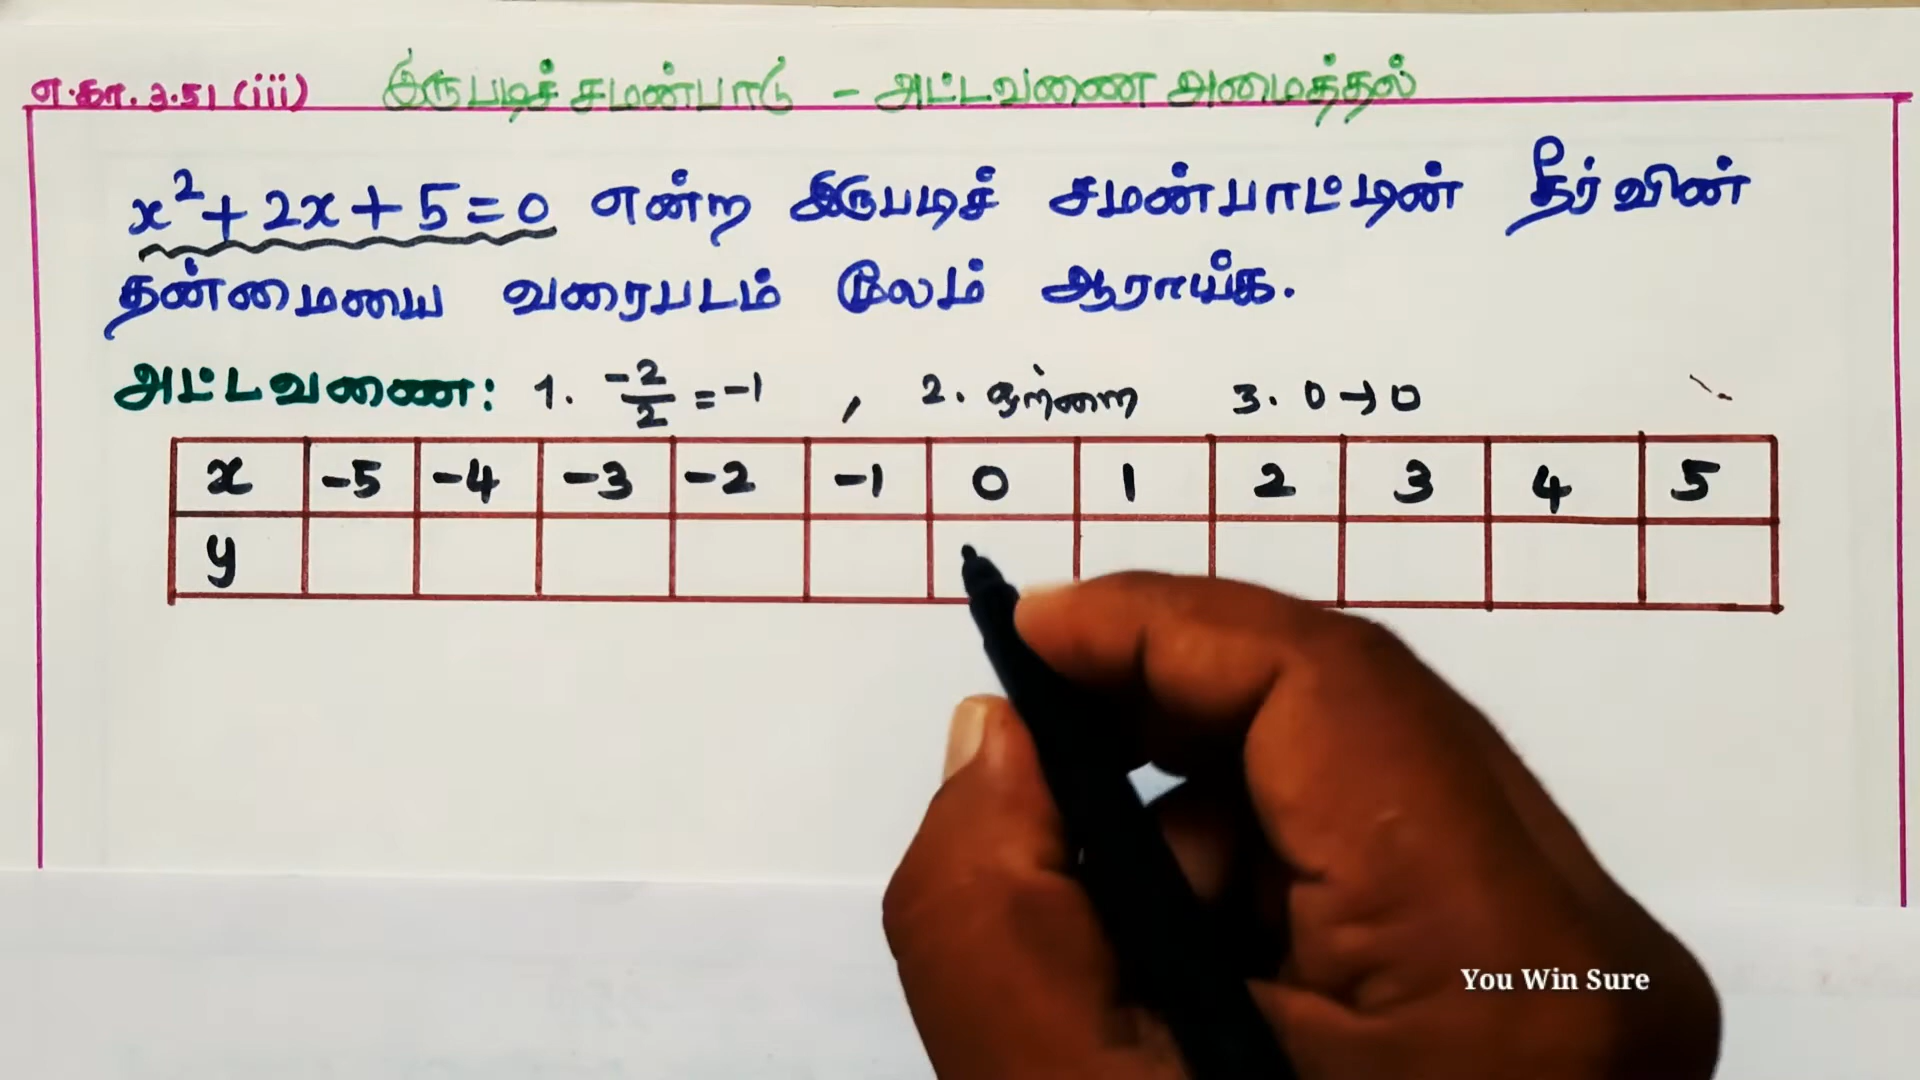 எ.கா. 3.51 (iii) இருபடிச் சமன்பாடு - அட்டவணை அமைத்தல்
x² + 2x + 5 = 0 என்ற இருபடிச் சமன்பாட்டின் தீர்வின்
தன்மையை வரைபடம் மூலம் ஆராய்க.
அட்டவணை: 1. -2/2 = -1 , 2. ஒற்றை 3. 0 → 0
x -5 -4 -3 -2 -1 0 1 2 3 4 5
y
You Win Sure